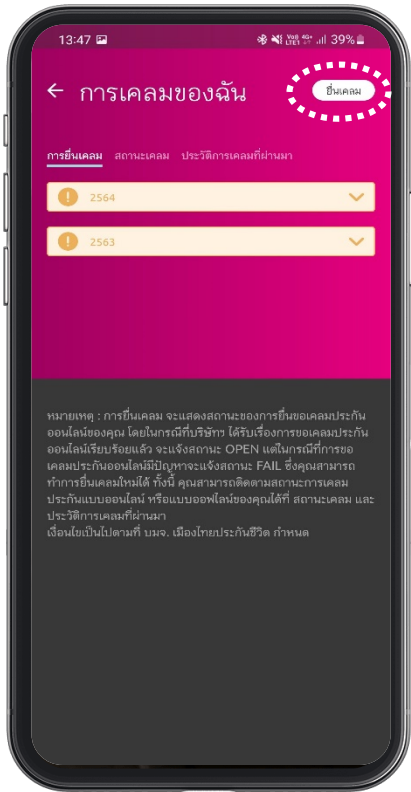 13:47
Vo9 4G+ LTE1 39%
← การเคลมของฉัน
ยื่นเคลม
การยื่นเคลม สถานะเคลม ประวัติการเคลมที่ผ่านมา
2564
2563
หมายเหตุ : การยื่นเคลม จะแสดงสถานะของการยื่นขอเคลมประกัน
ออนไลน์ของคุณ โดยในกรณีที่บริษัทฯ ได้รับเรื่องการขอเคลมประกัน
ออนไลน์เรียบร้อยแล้ว จะแจ้งสถานะ OPEN แต่ในกรณีที่การขอ
เคลมประกันออนไลน์มีปัญหาจะแจ้งสถานะ FAIL ซึ่งคุณสามารถ
ทำการยื่นเคลมใหม่ได้ ทั้งนี้ คุณสามารถติดตามสถานะการเคลม
ประกันแบบออนไลน์ หรือแบบออฟไลน์ของคุณได้ที่ สถานะเคลม และ
ประวัติการเคลมที่ผ่านมา
เงื่อนไขเป็นไปตามที่ บมจ. เมืองไทยประกันชีวิต กำหนด